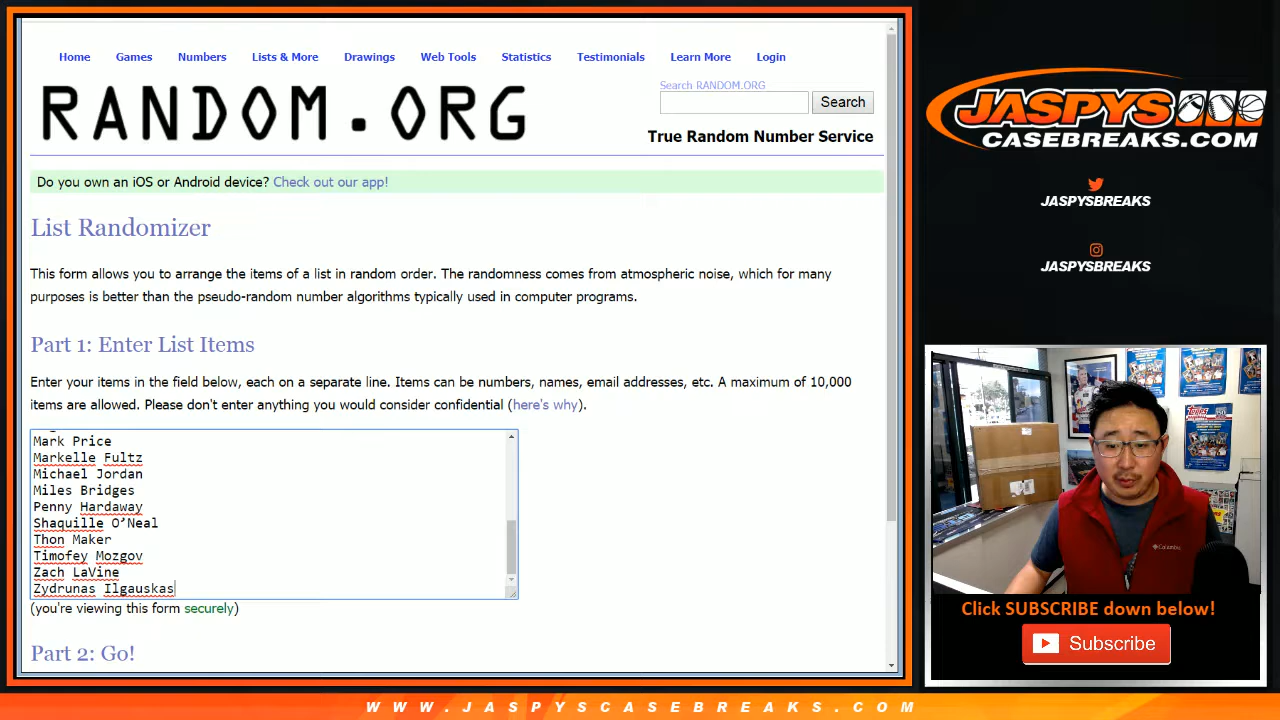 Home Games Numbers Lists & More Drawings Web Tools Statistics Testimonials Learn More Login
RANDOM.ORG
Search RANDOM.ORG
Search
True Random Number Service
Do you own an iOS or Android device? Check out our app!
List Randomizer
This form allows you to arrange the items of a list in random order. The randomness comes from atmospheric noise, which for many
purposes is better than the pseudo-random number algorithms typically used in computer programs.
Part 1: Enter List Items
Enter your items in the field below, each on a separate line. Items can be numbers, names, email addresses, etc. A maximum of 10,000
items are allowed. Please don't enter anything you would consider confidential (here's why).
Mark Price
Markelle Fultz
Michael Jordan
Miles Bridges
Penny Hardaway
Shaquille O’Neal
Thon Maker
Timofey Mozgov
Zach LaVine
Zydrunas Ilgauskas
(you're viewing this form securely)
Part 2: Go!
JASPYS
CASEBREAKS.COM
JASPYSBREAKS
JASPYSBREAKS
Columbia
Click SUBSCRIBE down below!
Subscribe
WWW.JASPYSCASEBREAKS.COM